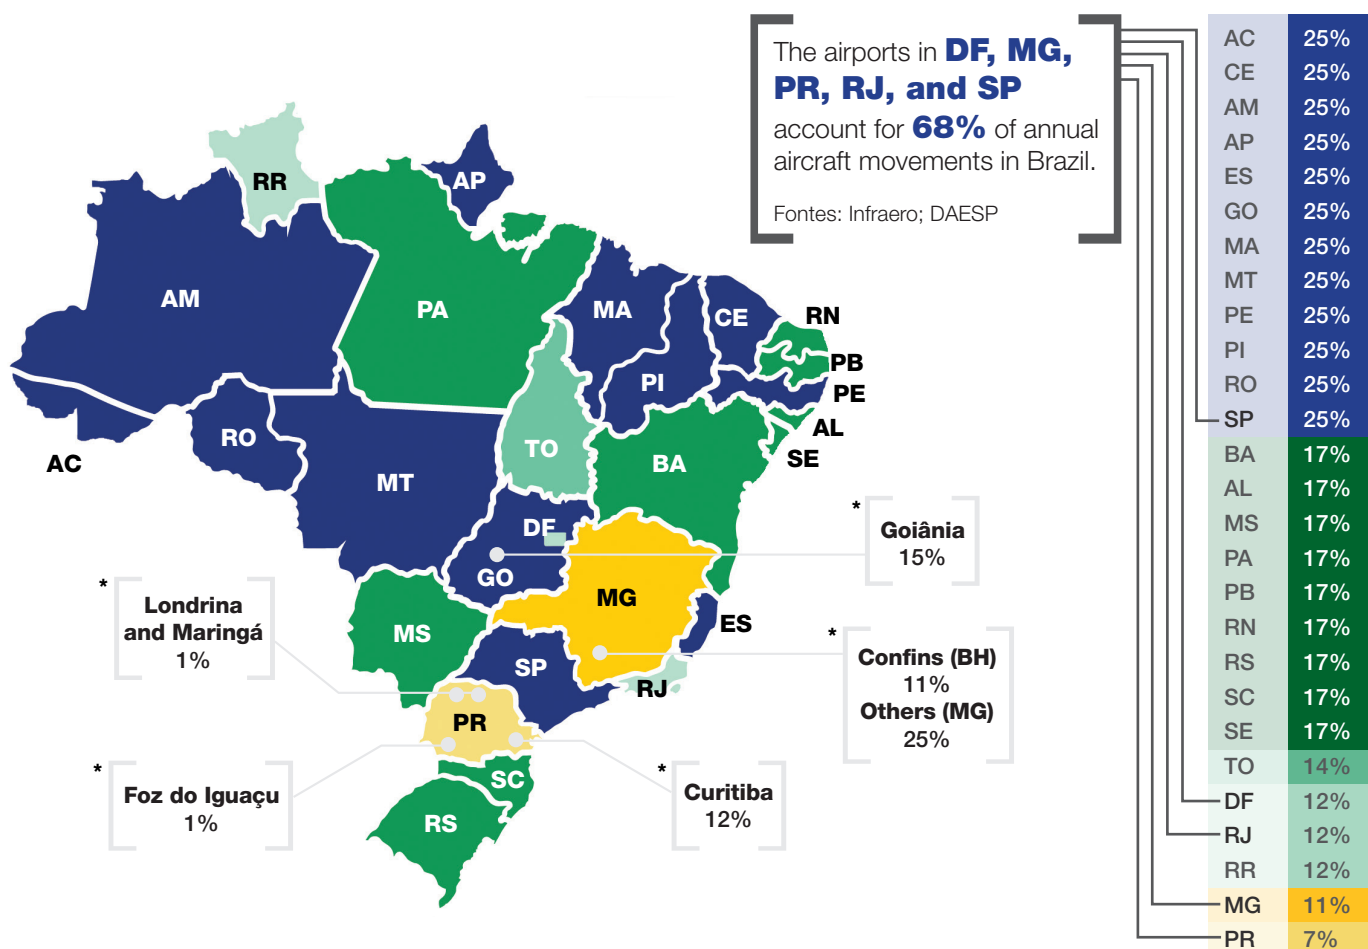 The airports in DF, MG,
PR, RJ, and SP
account for 68% of annual
aircraft movements in Brazil.
Fontes: Infraero; DAESP
RR
AP
AM
PA
MA
CE
RN
PB
PI
PE
AL
SE
AC
RO
MT
TO
BA
DF
GO
MG
ES
MS
SP
RJ
PR
SC
RS
*
Goiânia
15%
*
Londrina
and Maringá
1%
*
Confins (BH)
11%
Others (MG)
25%
*
Foz do Iguaçu
1%
*
Curitiba
12%
AC 25%
CE 25%
AM 25%
AP 25%
ES 25%
GO 25%
MA 25%
MT 25%
PE 25%
PI 25%
RO 25%
SP 25%
BA 17%
AL 17%
MS 17%
PA 17%
PB 17%
RN 17%
RS 17%
SC 17%
SE 17%
TO 14%
DF 12%
RJ 12%
RR 12%
MG 11%
PR 7%